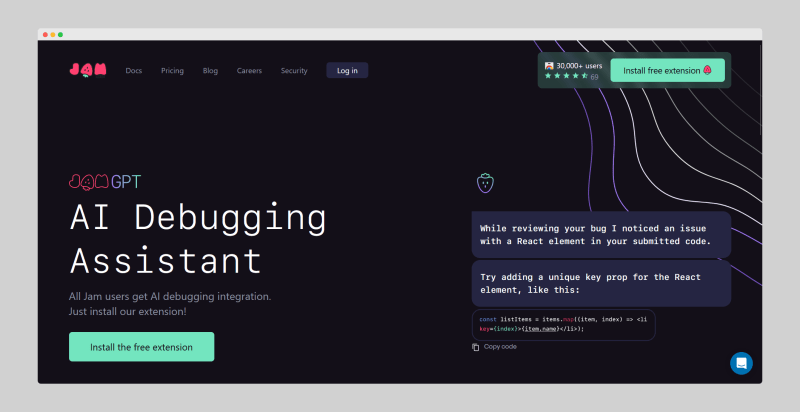 JAM
Docs
Pricing
Blog
Careers
Security
Log in
30,000+ users
69
Install free extension
JAMGPT
AI Debugging
Assistant
All Jam users get AI debugging integration.
Just install our extension!
Install the free extension
While reviewing your bug I noticed an issue
with a React element in your submitted code.
Try adding a unique key prop for the React
element, like this:
const listItems = items.map((item, index) => <li
key={index}>{item.name}</li>);
Copy code